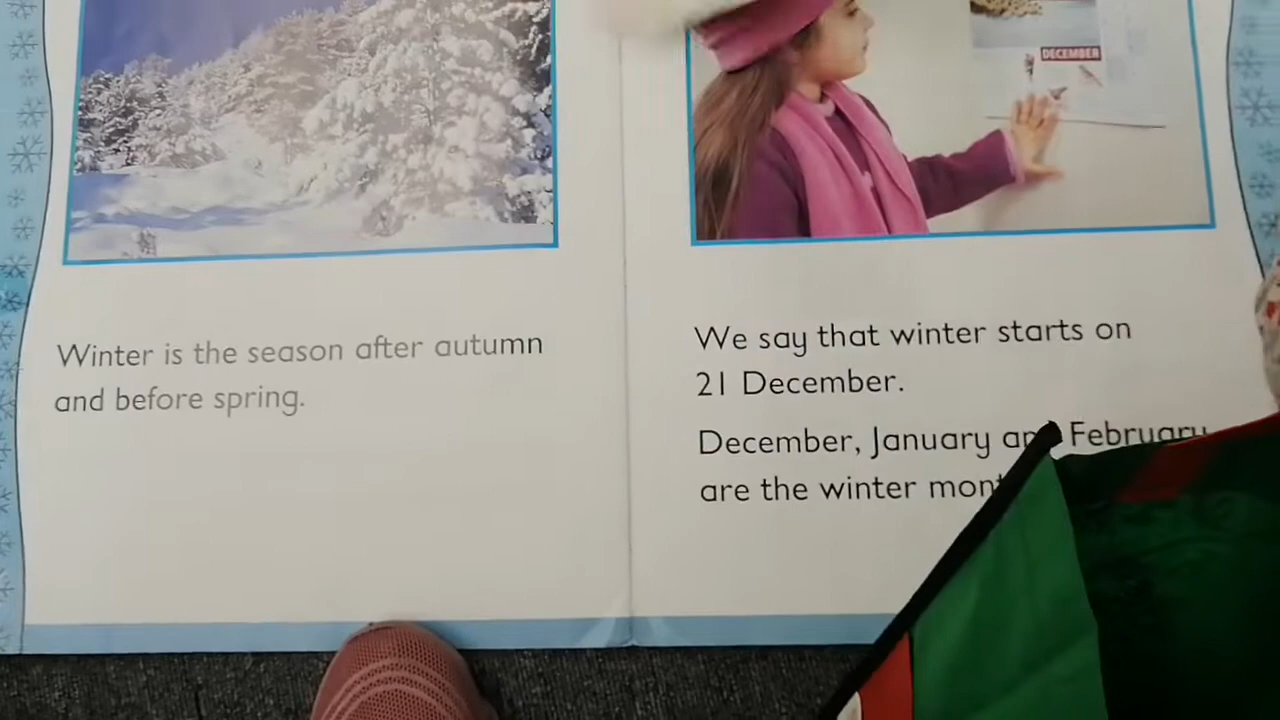 DECEMBER
Winter is the season after autumn
and before spring.
We say that winter starts on
21 December.
December, January February
are the winter